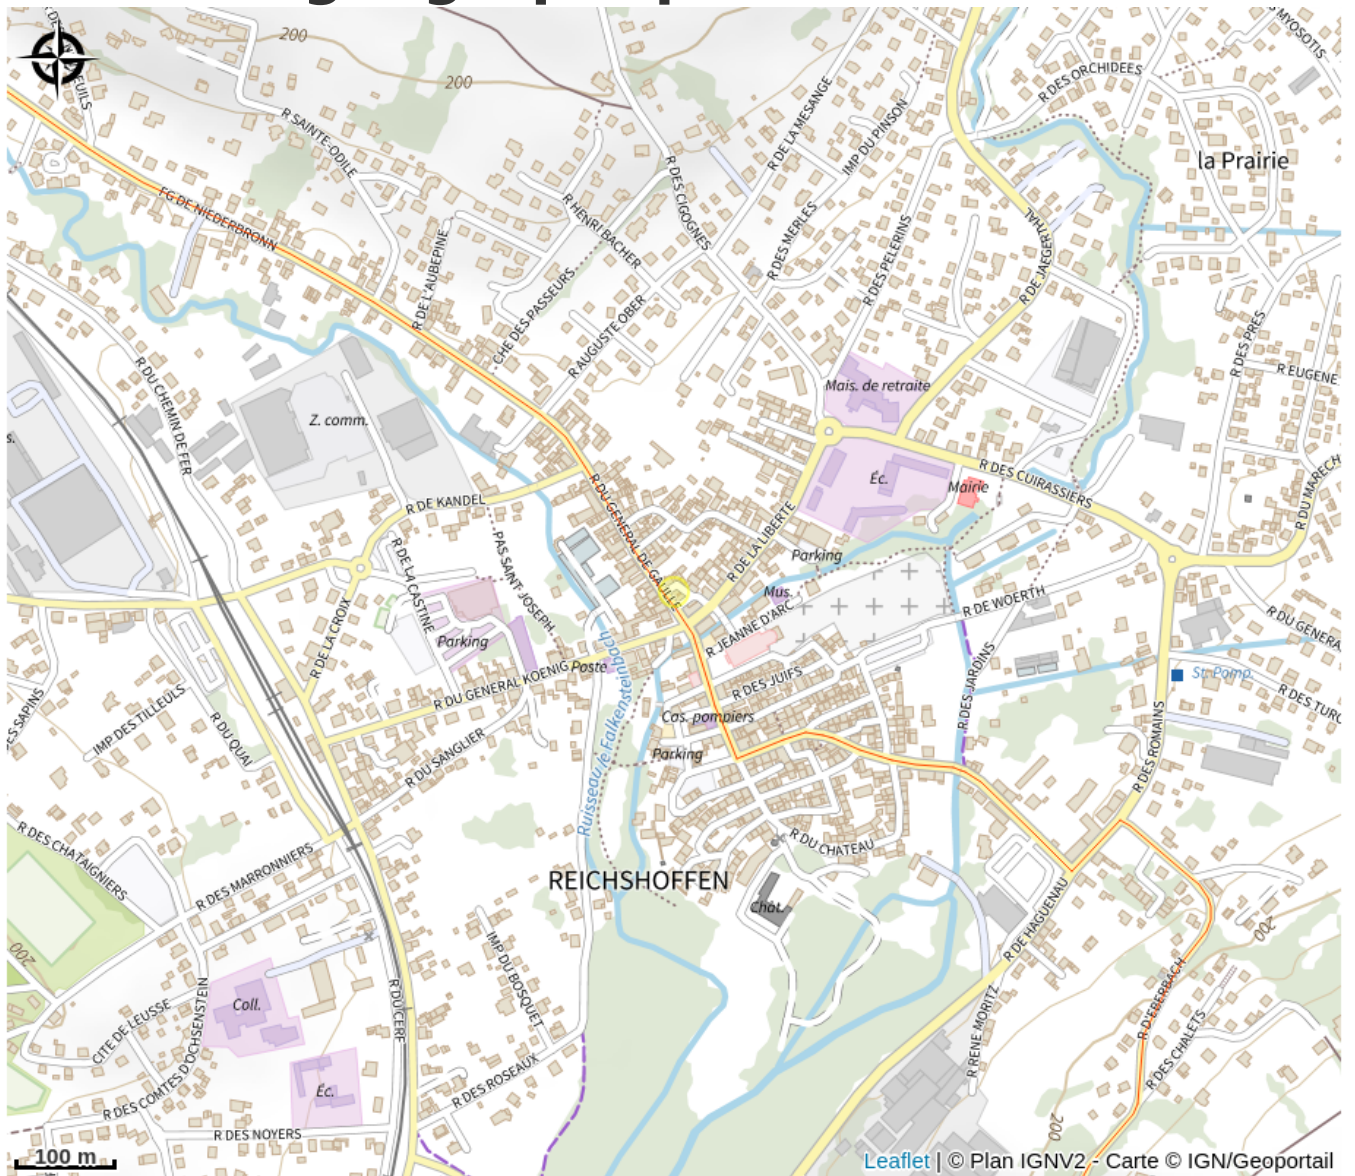 200
200
R DES ORCHIDEES
MYOSOTIS
R SAINTE-ODILE
R DE LA MESANGE
IMP DU PINSON
la Prairie
R DES CIGOGNES
FG DE NIEDERBRONN
R HENRI BACHER
R DES MERLES
R DES PELERINS
R DE JAEGERTHAL
R DE L'AUBEPINE
CHE DES PASSEURS
R AUGUSTE OBER
R DES PRES
R EUGENE
R DU CHEMIN DE FER
Mais. de retraite
Z. comm.
R DES CUIRASSIERS
Éc.
Mairie
R DU MARECH
R DE KANDEL
R DU GENERAL DE GAULLE
R DE LA LIBERTE
PAS SAINT-JOSEPH
R DE LA CASTINE
Parking
Mus.
R JEANNE D'ARC
R DE WOERTH
R DE LA CROIX
Parking
R DU GENERA
Poste
R DU GENERAL KOENIG
R DES JUIFS
R DES JARDINS
St. Pomp.
R DES TURC
ES SAPINS
IMP DES TILLEULS
R DU QUAI
R DU SANGLIER
Cas. pompiers
Parking
Ruisseau le Falkensteinbach
R DES ROMAINS
R DES CHATAIGNIERS
R DES MARRONNIERS
R DU CHATEAU
REICHSHOFFEN
Chât.
R DE HAGUENAU
200
200
IMP DU BOSQUET
R DU CERF
Coll.
CITE DE LEUSSE
R DES COMTES D'OCHSENSTEIN
R D'EBERBACH
R DES CHALETS
R RENE MORITZ
Éc.
R DES ROSEAUX
R DES NOYERS
200
100 m
Leaflet | © Plan IGNV2 - Carte © IGN/Geoportail